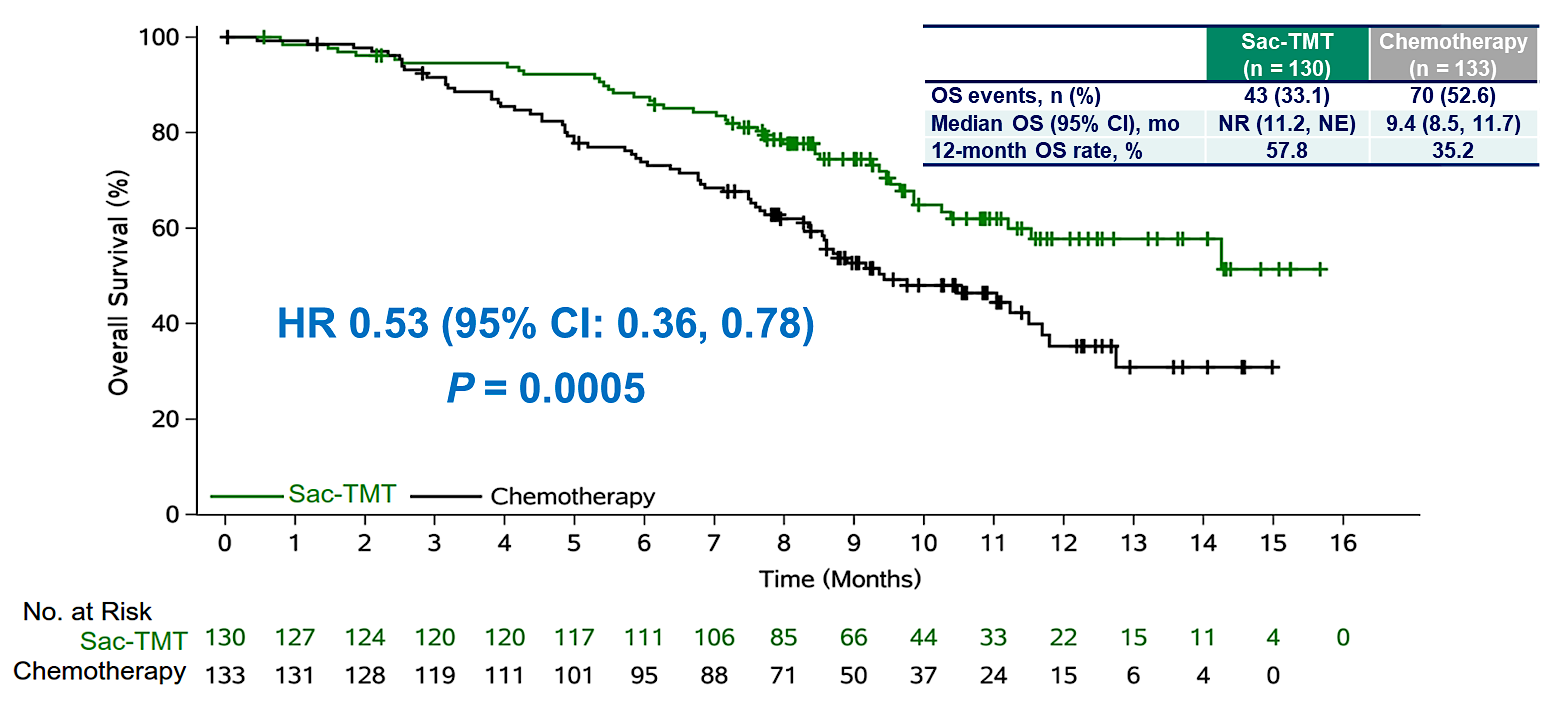 Sac-TMT (n = 130) Chemotherapy (n = 133)
OS events, n (%) 43 (33.1) 70 (52.6)
Median OS (95% CI), mo NR (11.2, NE) 9.4 (8.5, 11.7)
12-month OS rate, % 57.8 35.2
Overall Survival (%)
100
80
60
40
20
0
HR 0.53 (95% CI: 0.36, 0.78)
P = 0.0005
Sac-TMT Chemotherapy
0 1 2 3 4 5 6 7 8 9 10 11 12 13 14 15 16
Time (Months)
No. at Risk
Sac-TMT 130 127 124 120 120 117 111 106 85 66 44 33 22 15 11 4 0
Chemotherapy 133 131 128 119 111 101 95 88 71 50 37 24 15 6 4 0